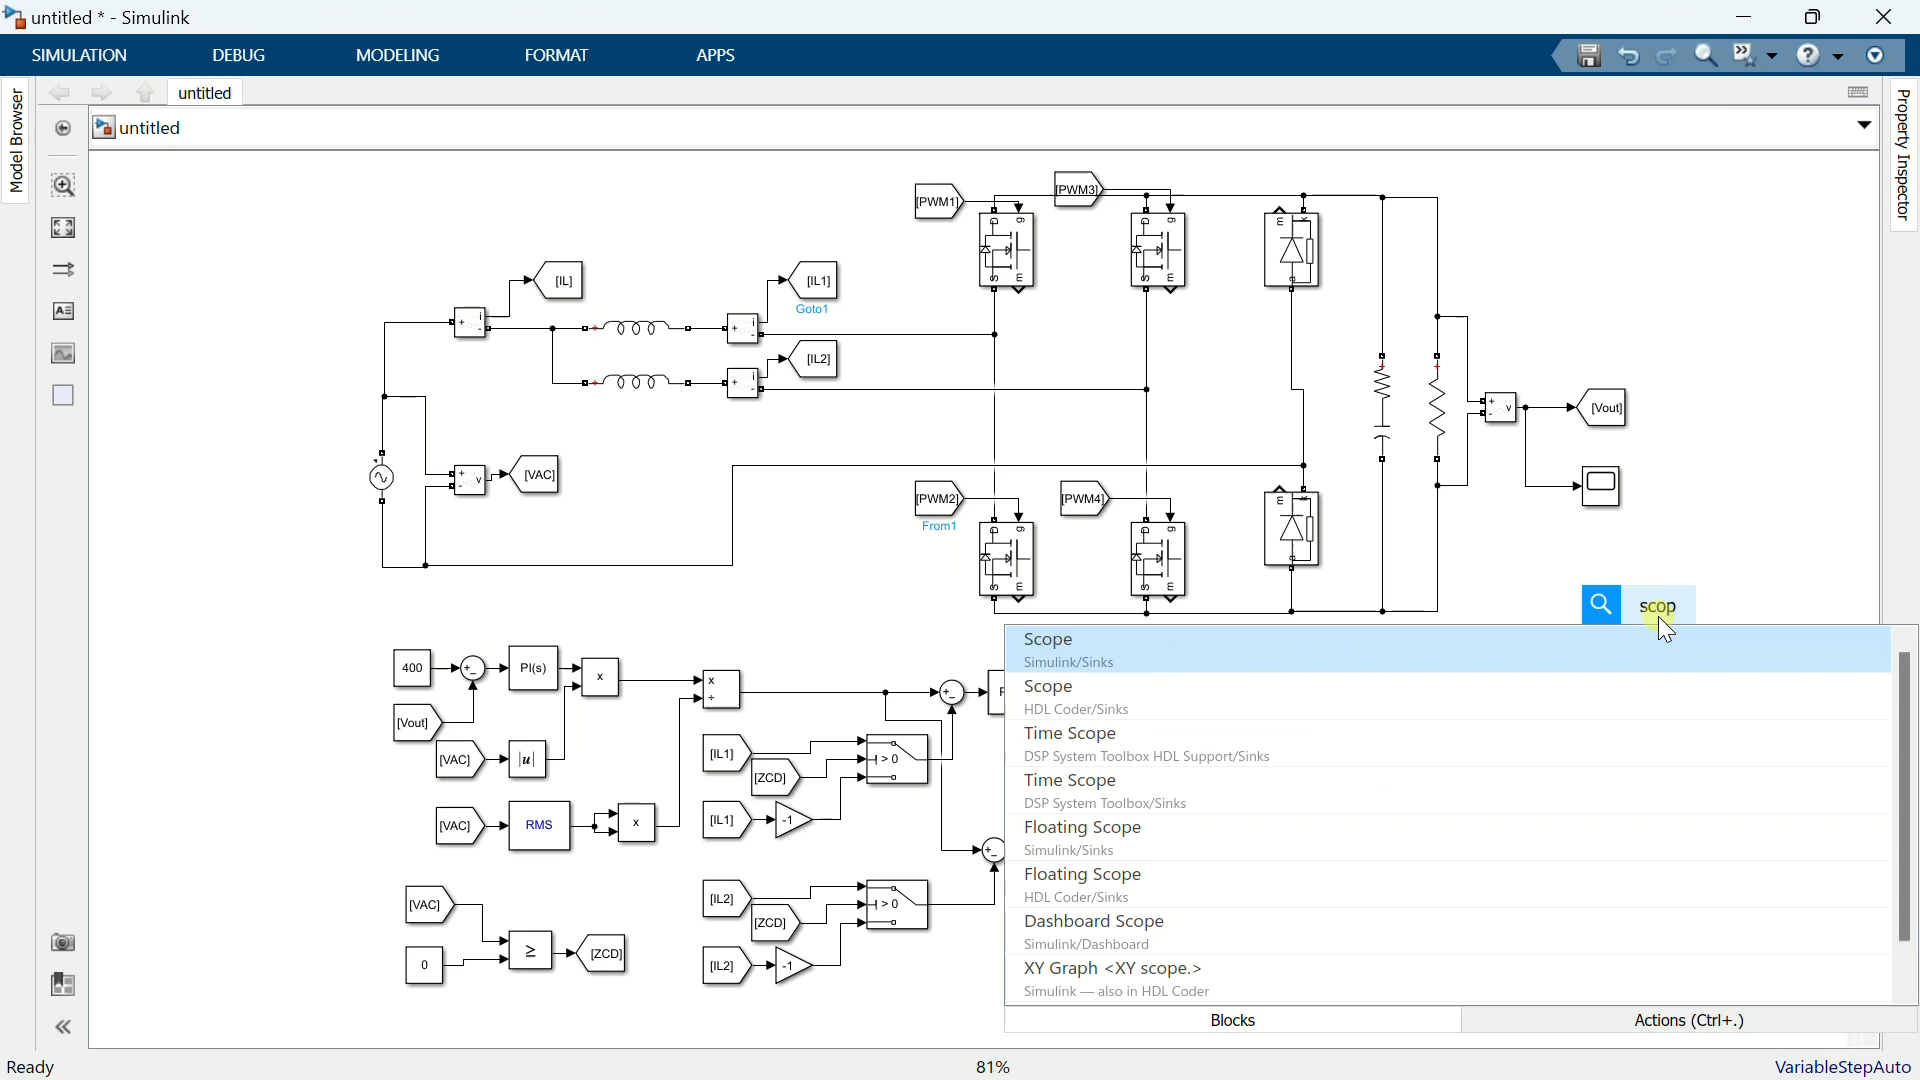 untitled * - Simulink
SIMULATION DEBUG MODELING FORMAT APPS
Model Browser
untitled
untitled
Property Inspector
[PWM1]
[PWM3]
D g
S m
D g
S m
m k
a
[IL]
[IL1]
Goto1
+ i
-
+ i
-
[IL2]
+ i
-
[Vout]
+ v
-
[VAC]
+ v
-
[PWM2]
From1
[PWM4]
D g
S m
D g
S m
m k
a
scop
400
PI(s)
x
x
÷
[Vout]
[VAC]
|u|
[IL1]
[ZCD]
> 0
[VAC]
RMS
x
[IL1]
-1
[VAC]
0
≥
[ZCD]
[IL2]
[ZCD]
> 0
[IL2]
-1
Scope
Simulink/Sinks
Scope
HDL Coder/Sinks
Time Scope
DSP System Toolbox HDL Support/Sinks
Time Scope
DSP System Toolbox/Sinks
Floating Scope
Simulink/Sinks
Floating Scope
HDL Coder/Sinks
Dashboard Scope
Simulink/Dashboard
XY Graph <XY scope.>
Simulink — also in HDL Coder
Blocks Actions (Ctrl+.)
Ready 81% VariableStepAuto